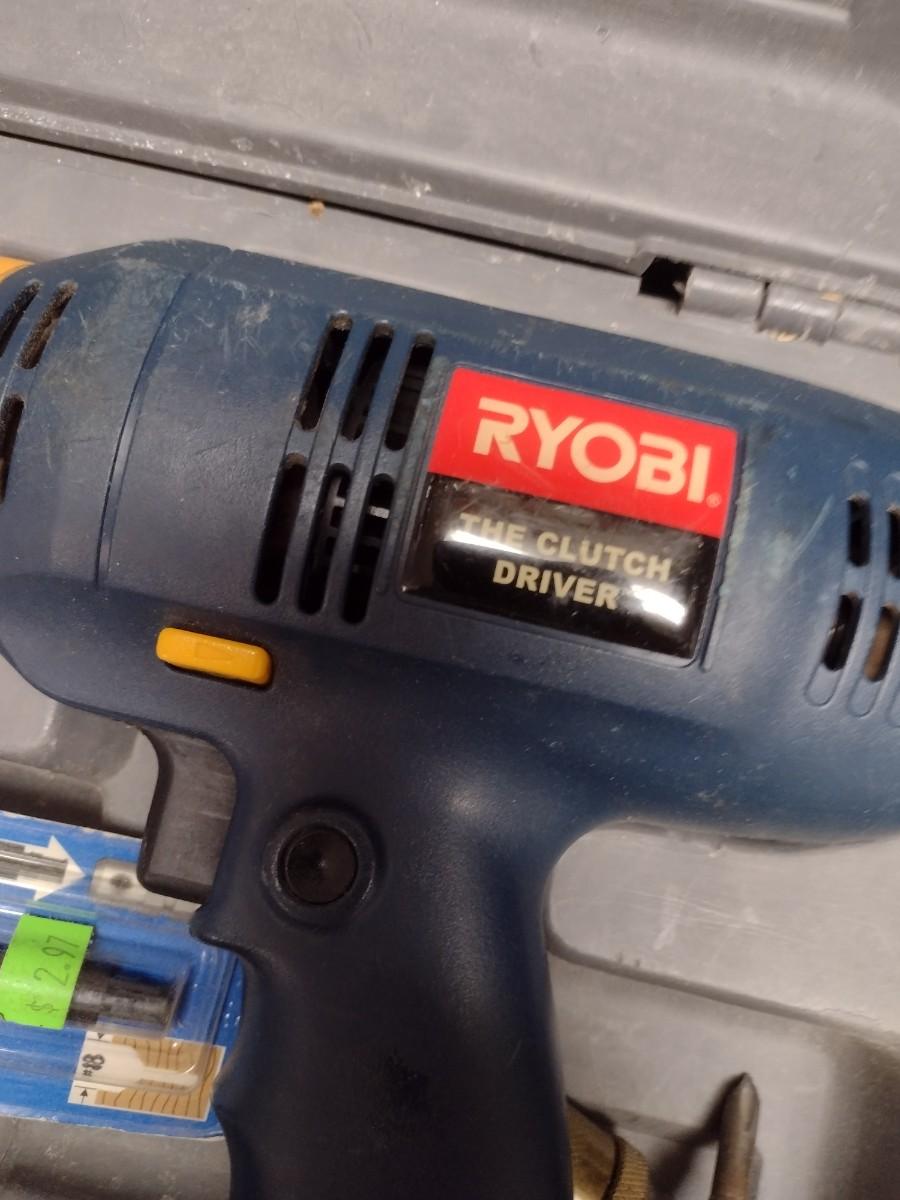 RYOBI®
THE CLUTCH
DRIVER
2.97
#8